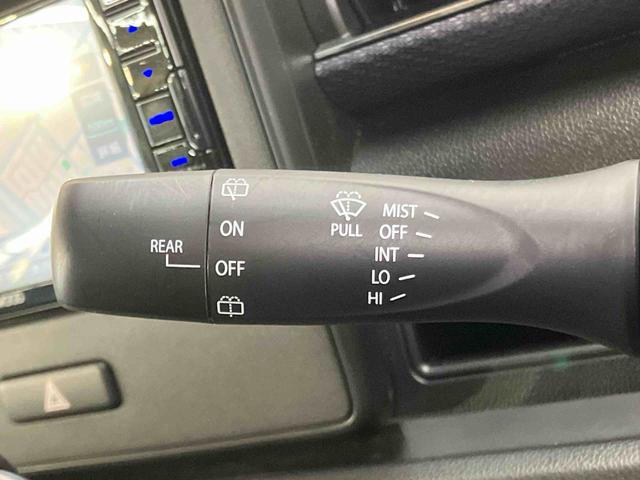 REAR
ON
OFF
PULL
MIST
OFF
INT
LO
HI